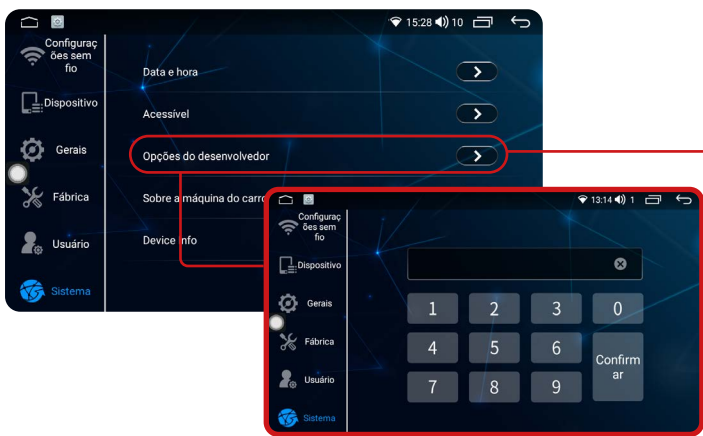 15:28 10
Configuraç
ões sem
fio
Dispositivo
Gerais
Fábrica
Usuário
Sistema
Data e hora
Acessível
Opções do desenvolvedor
Sobre a máquina do carro
Device info
13:14 1
Configuraç
ões sem
fio
Dispositivo
Gerais
Fábrica
Usuário
Sistema
1 2 3 0
4 5 6
Confirm
ar
7 8 9